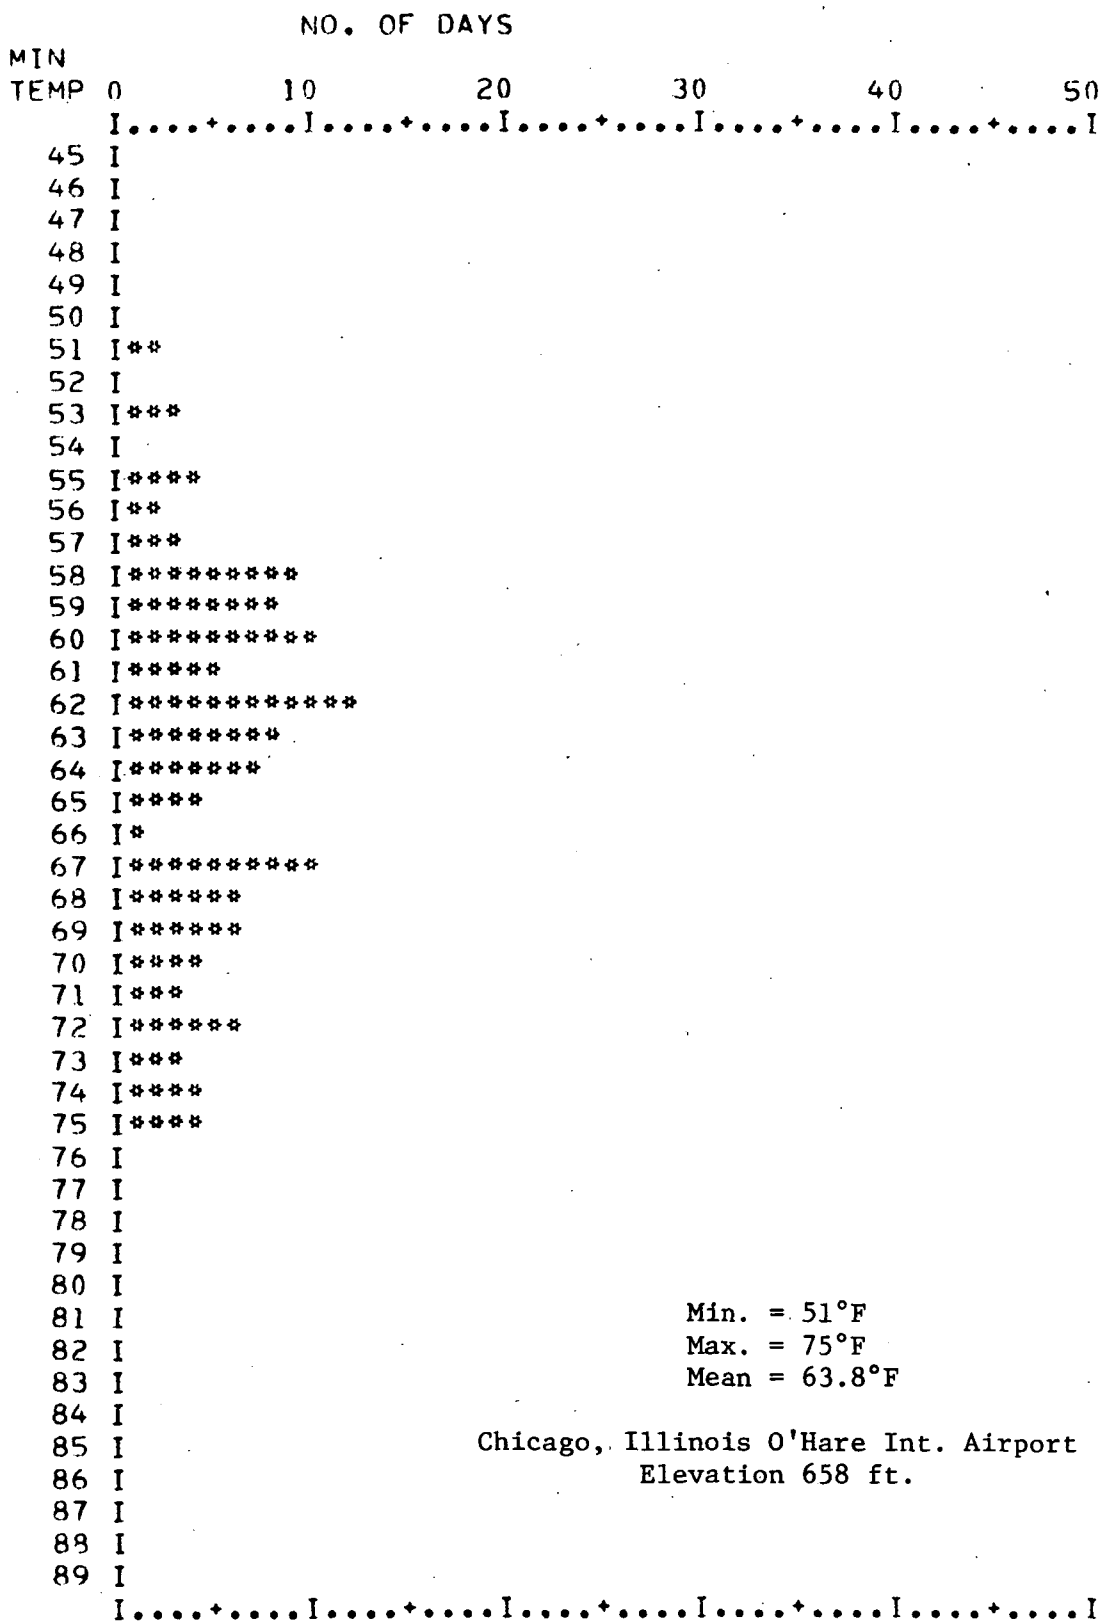 NO. OF DAYS
MIN
TEMP 0 10 20 30 40 50
I....+....I....+....I....+....I....+....I....+....I
45 I
46 I
47 I
48 I
49 I
50 I
51 I**
52 I
53 I***
54 I
55 I****
56 I**
57 I***
58 I*********
59 I********
60 I**********
61 I*****
62 I************
63 I********
64 I*******
65 I****
66 I*
67 I**********
68 I******
69 I******
70 I****
71 I***
72 I******
73 I***
74 I****
75 I****
76 I
77 I
78 I
79 I
80 I
81 I Min. = 51°F
82 I Max. = 75°F
83 I Mean = 63.8°F
84 I
85 I Chicago, Illinois O'Hare Int. Airport
86 I Elevation 658 ft.
87 I
88 I
89 I
I....+....I....+....I....+....I....+....I....+....I